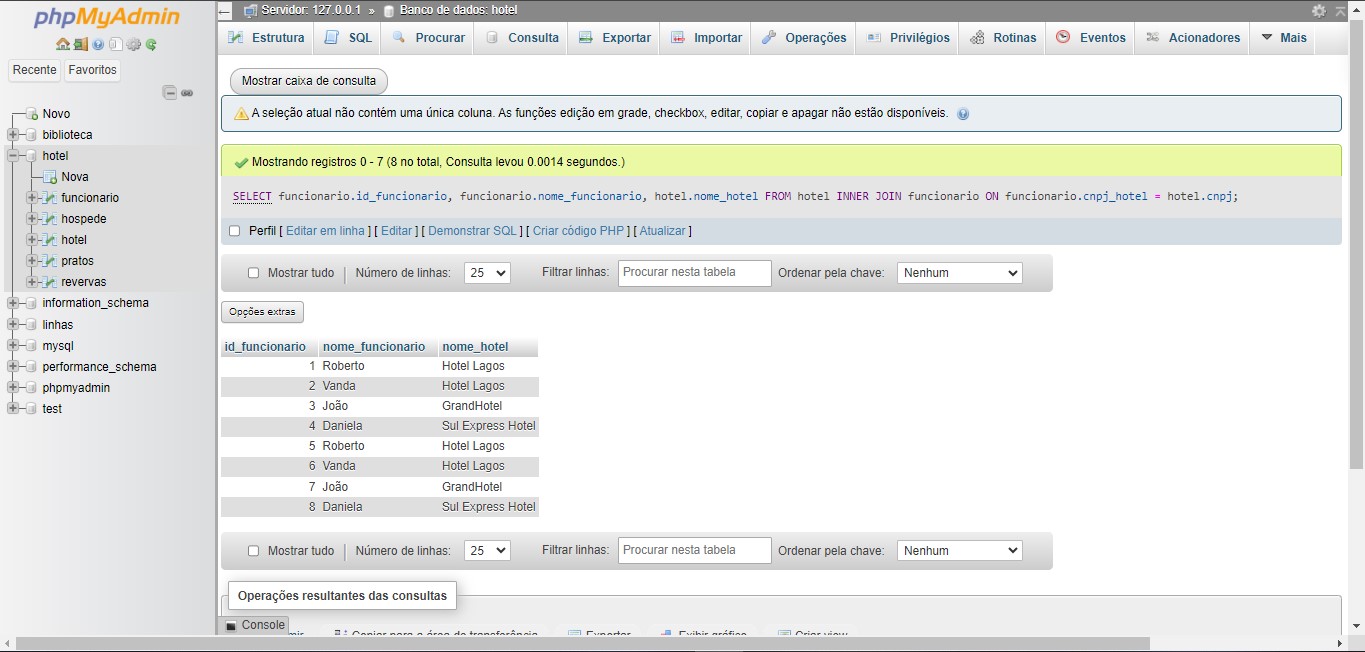 phpMyAdmin
Recente Favoritos
Novo
biblioteca
hotel
Nova
funcionario
hospede
hotel
pratos
revervas
information_schema
linhas
mysql
performance_schema
phpmyadmin
test
Servidor: 127.0.0.1 » Banco de dados: hotel
Estrutura SQL Procurar Consulta Exportar Importar Operações Privilégios Rotinas Eventos Acionadores Mais
Mostrar caixa de consulta
A seleção atual não contém uma única coluna. As funções edição em grade, checkbox, editar, copiar e apagar não estão disponíveis.
Mostrando registros 0 - 7 (8 no total, Consulta levou 0.0014 segundos.)
SELECT funcionario.id_funcionario, funcionario.nome_funcionario, hotel.nome_hotel FROM hotel INNER JOIN funcionario ON funcionario.cnpj_hotel = hotel.cnpj;
Perfil [ Editar em linha ] [ Editar ] [ Demonstrar SQL ] [ Criar código PHP ] [ Atualizar ]
Mostrar tudo | Número de linhas: 25 Filtrar linhas: Procurar nesta tabela Ordenar pela chave: Nenhum
Opções extras
id_funcionario nome_funcionario nome_hotel
1 Roberto Hotel Lagos
2 Vanda Hotel Lagos
3 João GrandHotel
4 Daniela Sul Express Hotel
5 Roberto Hotel Lagos
6 Vanda Hotel Lagos
7 João GrandHotel
8 Daniela Sul Express Hotel
Mostrar tudo | Número de linhas: 25 Filtrar linhas: Procurar nesta tabela Ordenar pela chave: Nenhum
Operações resultantes das consultas
Console
Copiar para a área de transferência Exportar Exibir gráfico Criar view